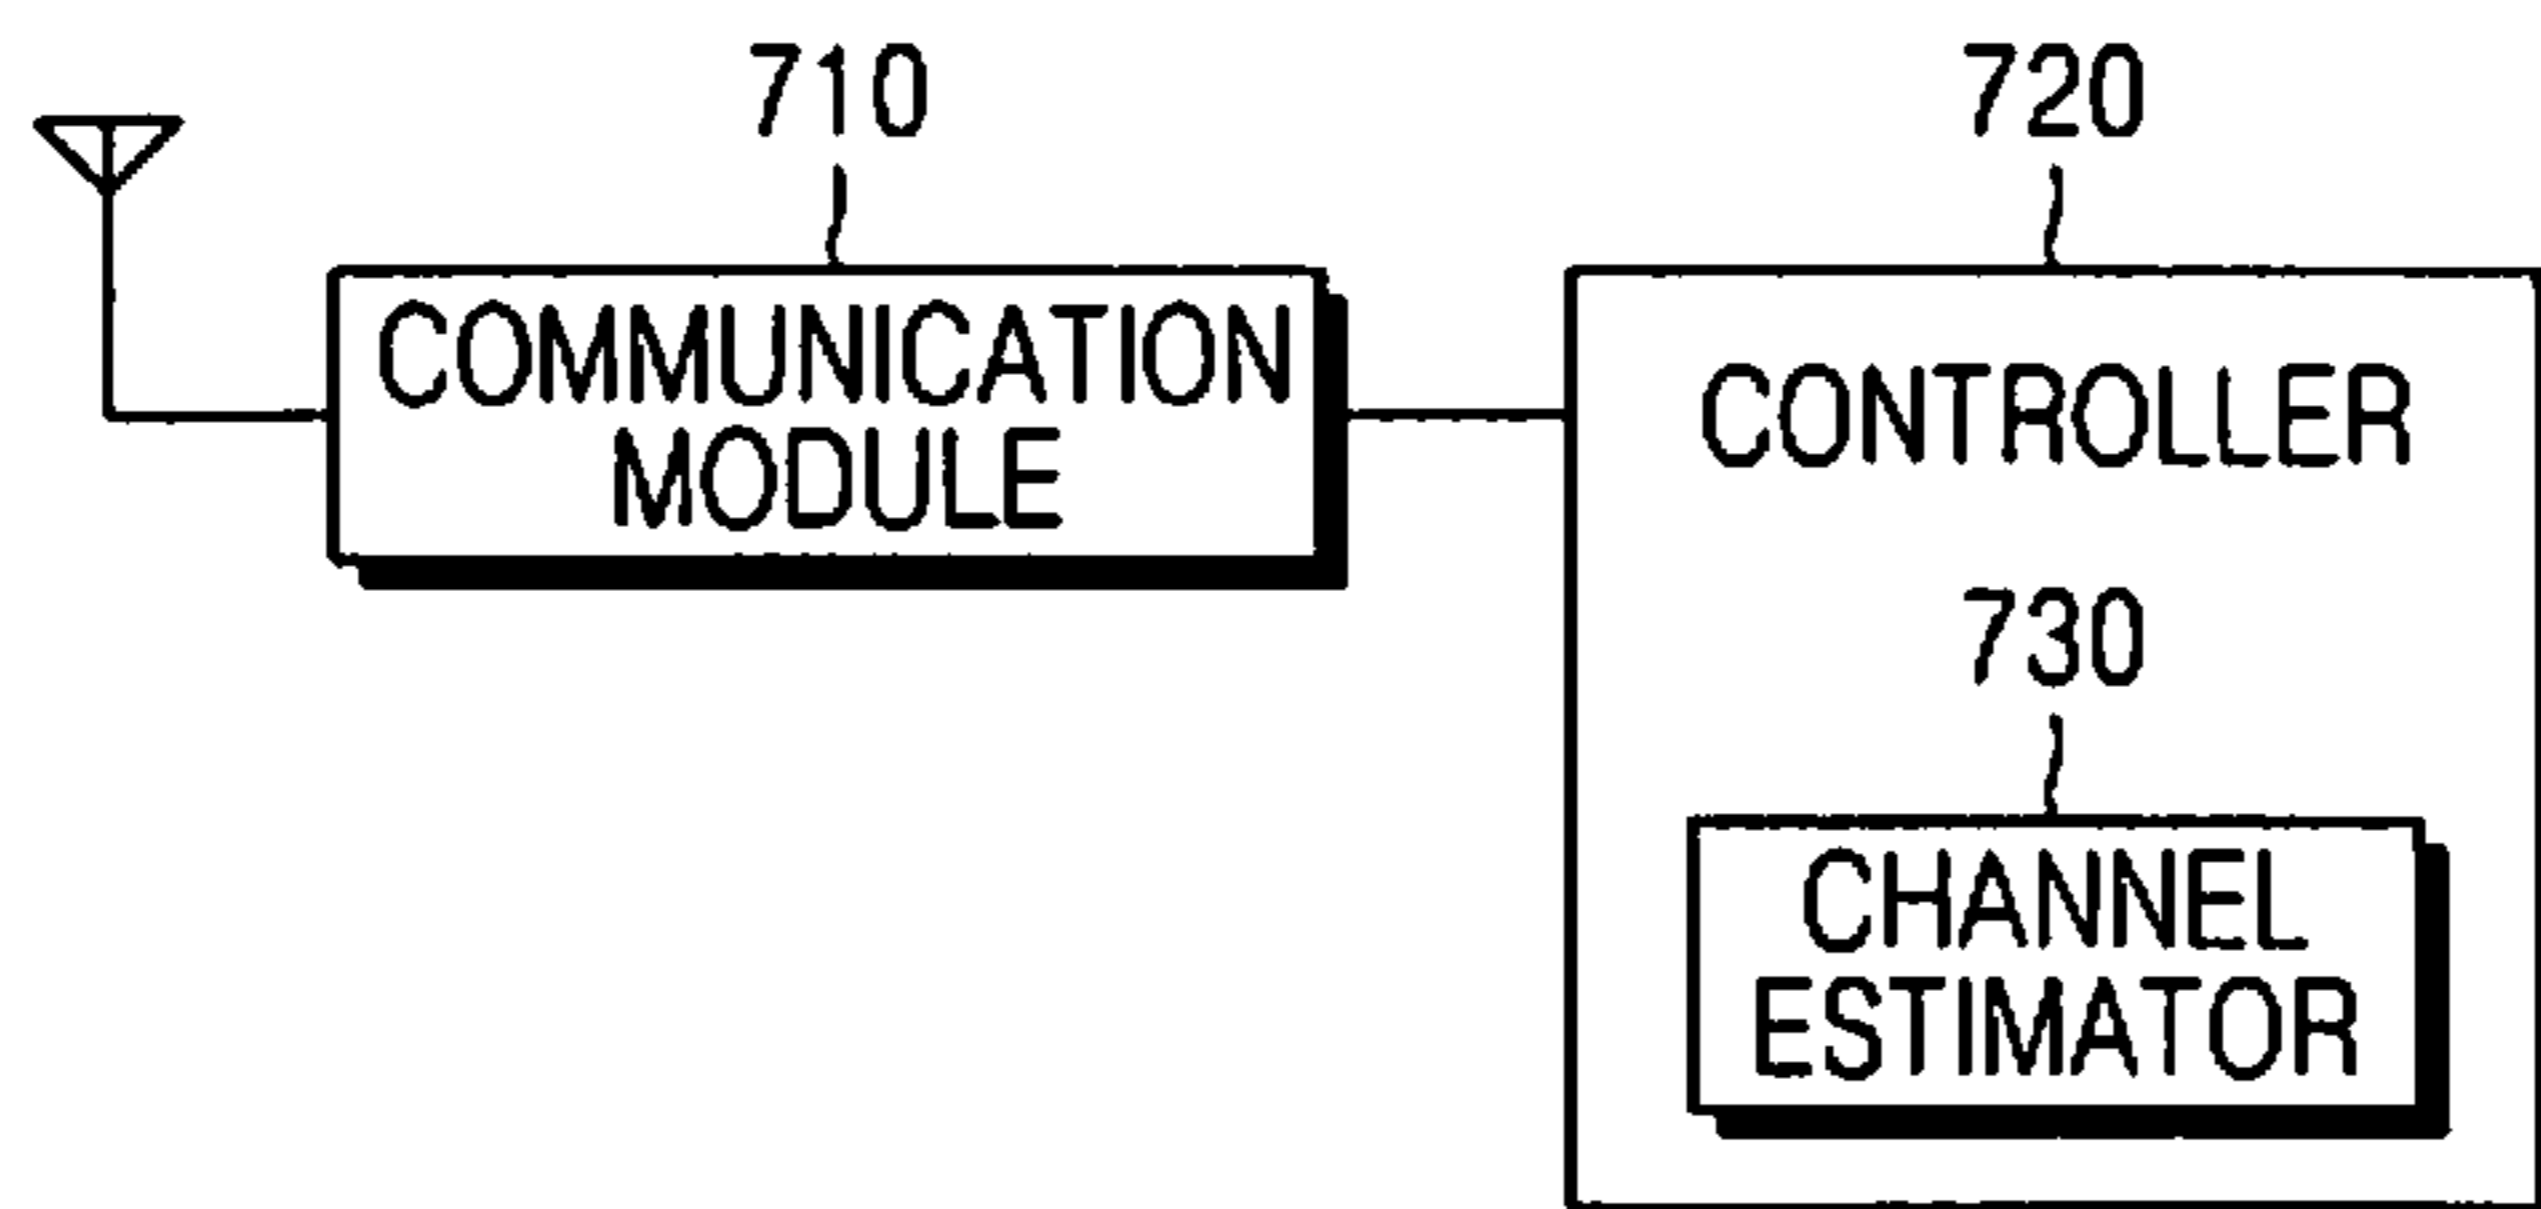 710
720
COMMUNICATION
MODULE
CONTROLLER
730
CHANNEL
ESTIMATOR